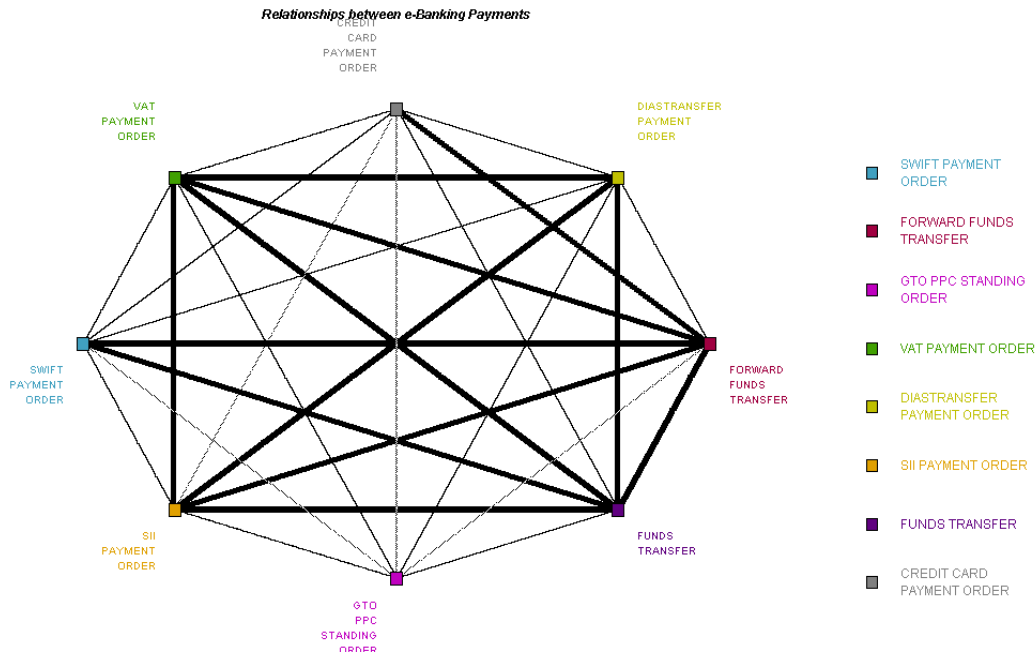 Relationships between e-Banking Payments
CREDIT
CARD
PAYMENT
ORDER
VAT
PAYMENT
ORDER
DIASTRANSFER
PAYMENT
ORDER
SWIFT
PAYMENT
ORDER
FORWARD
FUNDS
TRANSFER
SII
PAYMENT
ORDER
FUNDS
TRANSFER
GTO
PPC
STANDING
ORDER
SWIFT PAYMENT
ORDER
FORWARD FUNDS
TRANSFER
GTO PPC STANDING
ORDER
VAT PAYMENT ORDER
DIASTRANSFER
PAYMENT ORDER
SII PAYMENT ORDER
FUNDS TRANSFER
CREDIT CARD
PAYMENT ORDER